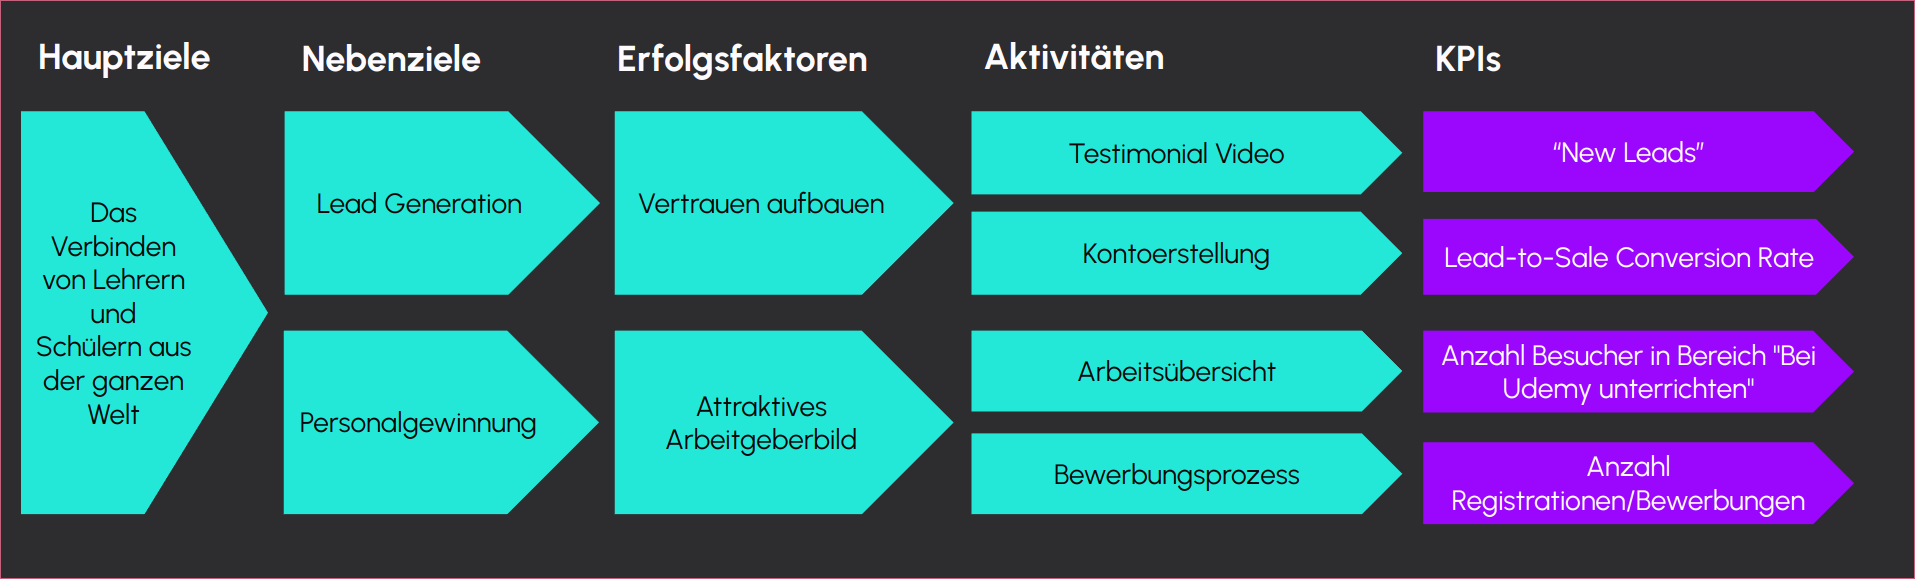 Hauptziele
Nebenziele
Erfolgsfaktoren
Aktivitäten
KPIs
Das
Verbinden
von Lehrern
und
Schülern aus
der ganzen
Welt
Lead Generation
Personalgewinnung
Vertrauen aufbauen
Attraktives
Arbeitgeberbild
Testimonial Video
Kontoerstellung
Arbeitsübersicht
Bewerbungsprozess
“New Leads”
Lead-to-Sale Conversion Rate
Anzahl Besucher in Bereich "Bei
Udemy unterrichten"
Anzahl
Registrationen/Bewerbungen